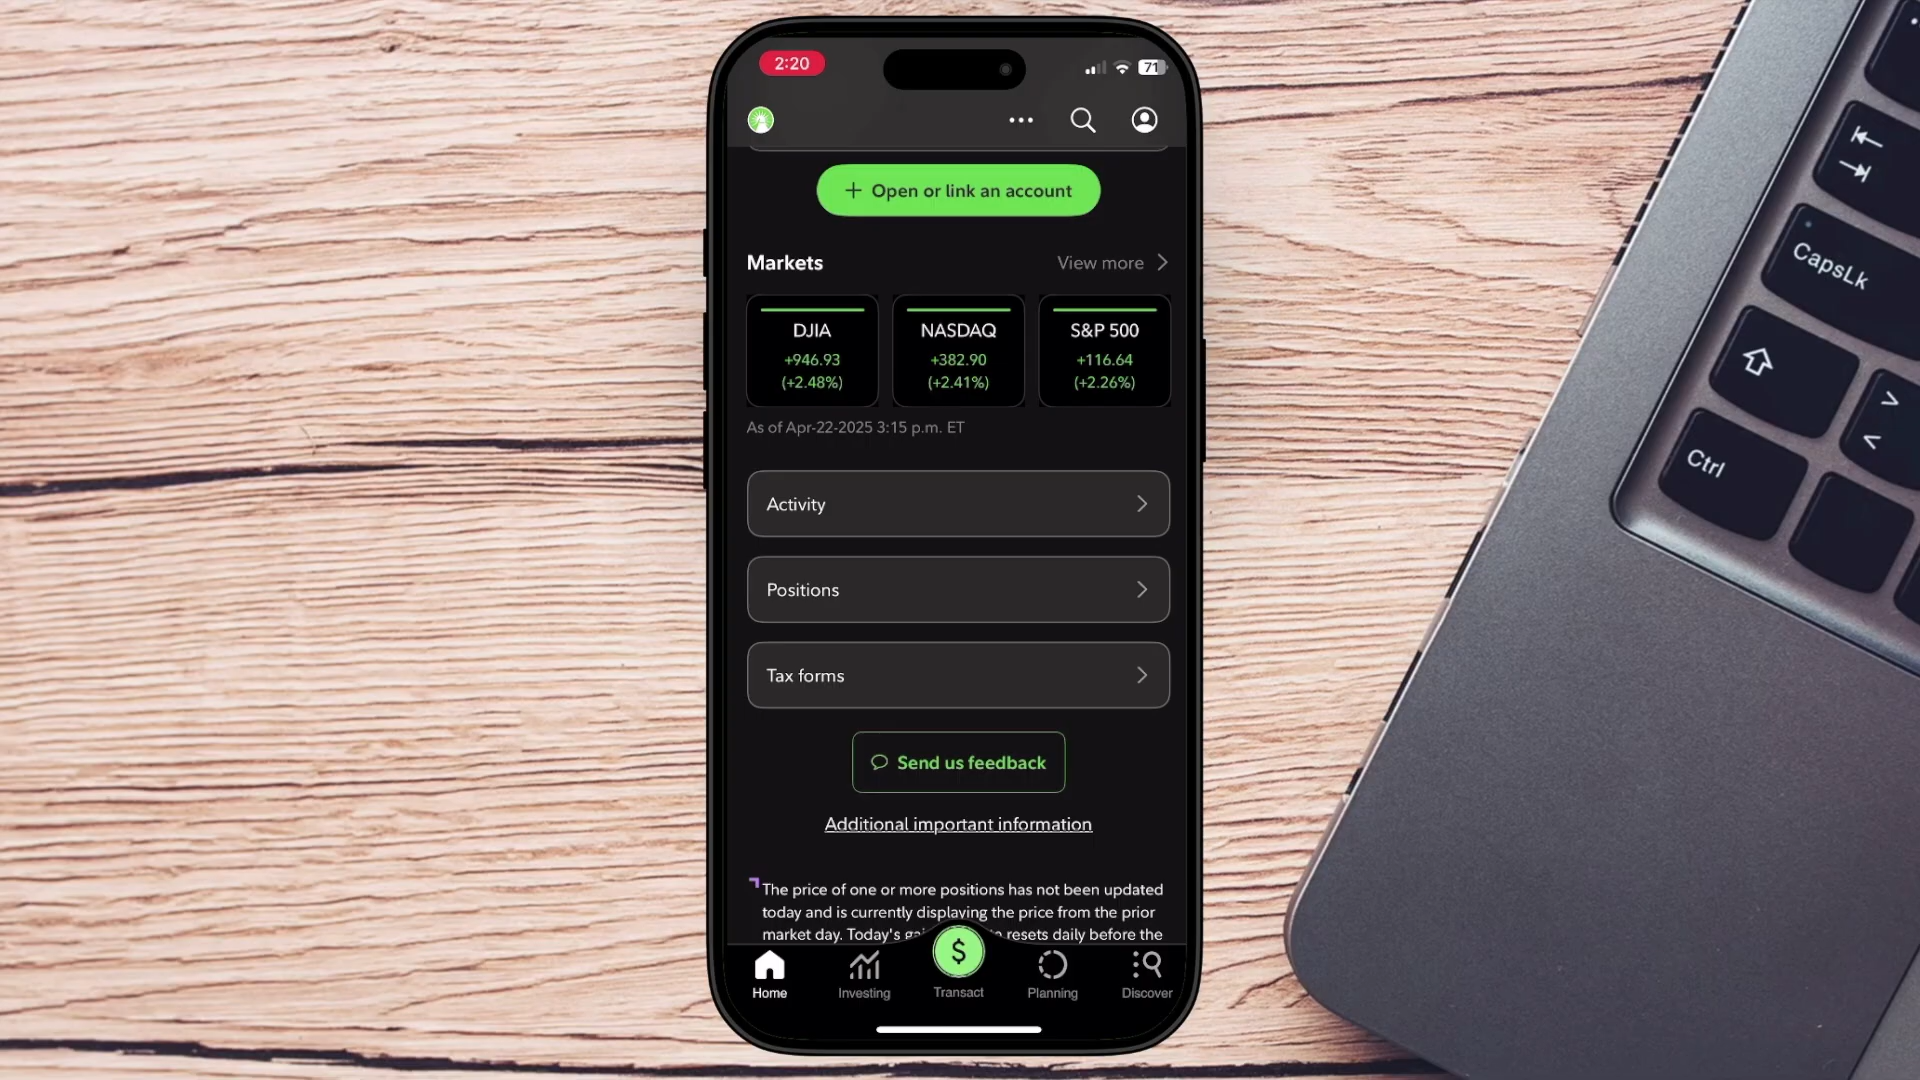 2:20
71
+ Open or link an account
Markets
View more
DJIA
+946.93
(+2.48%)
NASDAQ
+382.90
(+2.41%)
S&P 500
+116.64
(+2.26%)
As of Apr-22-2025 3:15 p.m. ET
Activity
Positions
Tax forms
Send us feedback
Additional important information
The price of one or more positions has not been updated
today and is currently displaying the price from the prior
market day. Today's resets daily before the
Home
Investing
$
Transact
Planning
Discover
CapsLk
Ctrl
>
<